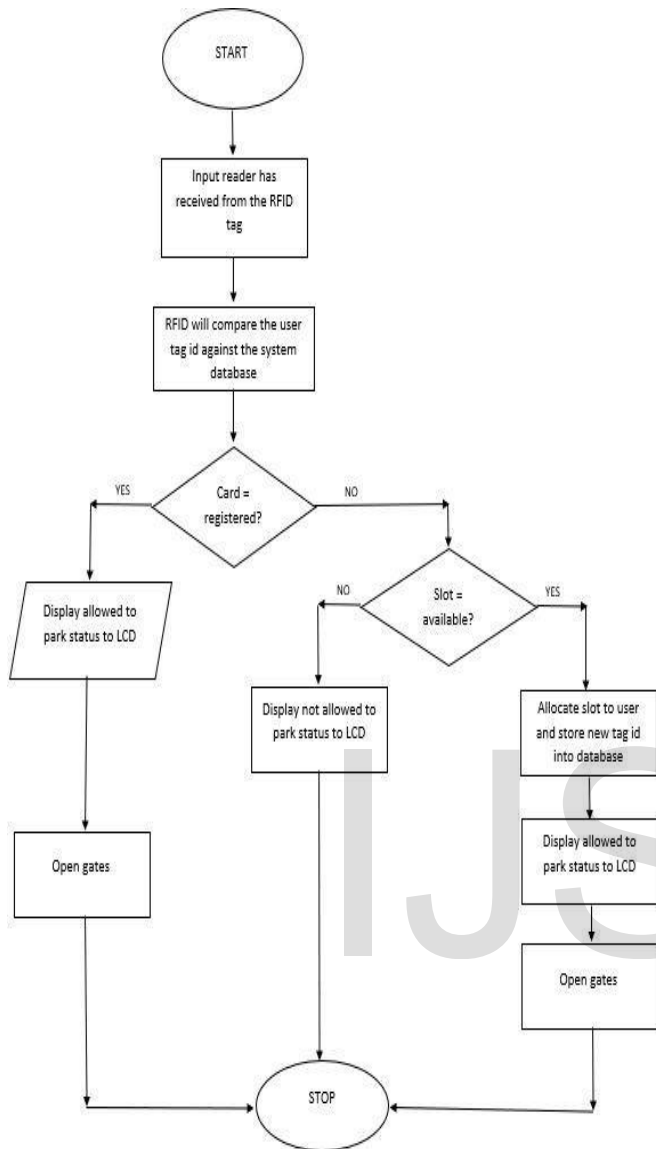 START
Input reader has
received from the RFID
tag
RFID will compare the user
tag id against the system
database
YES
Card =
registered?
NO
Display allowed to
park status to LCD
NO
Slot =
available?
YES
Display not allowed to
park status to LCD
Allocate slot to user
and store new tag id
into database
Display allowed to
park status to LCD
Open gates
Open gates
STOP
IJS